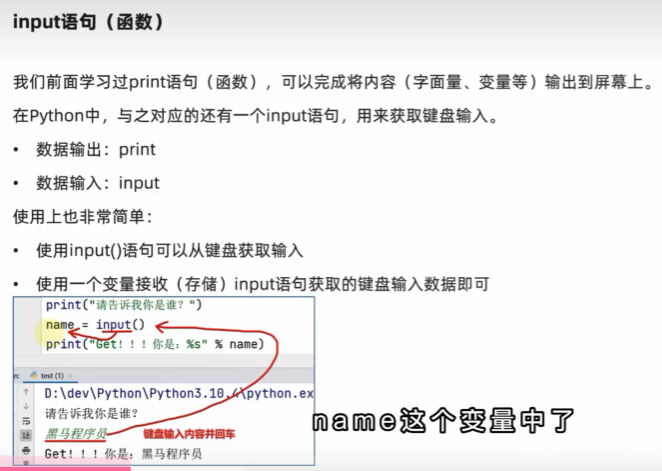 input语句（函数）
我们前面学习过print语句（函数），可以完成将内容（字面量、变量等）输出到屏幕上。
在Python中，与之对应的还有一个input语句，用来获取键盘输入。
• 数据输出：print
• 数据输入：input
使用上也非常简单：
• 使用input()语句可以从键盘获取输入
• 使用一个变量接收（存储）input语句获取的键盘输入数据即可
print("请告诉我你是谁？")
name = input()
print("Get！！！你是：%s" % name)
test (1) ×
D:\dev\Python\Python3.10.4\python.ex
请告诉我你是谁？
黑马程序员 键盘输入内容并回车
Get！！！你是：黑马程序员
name这个变量中了